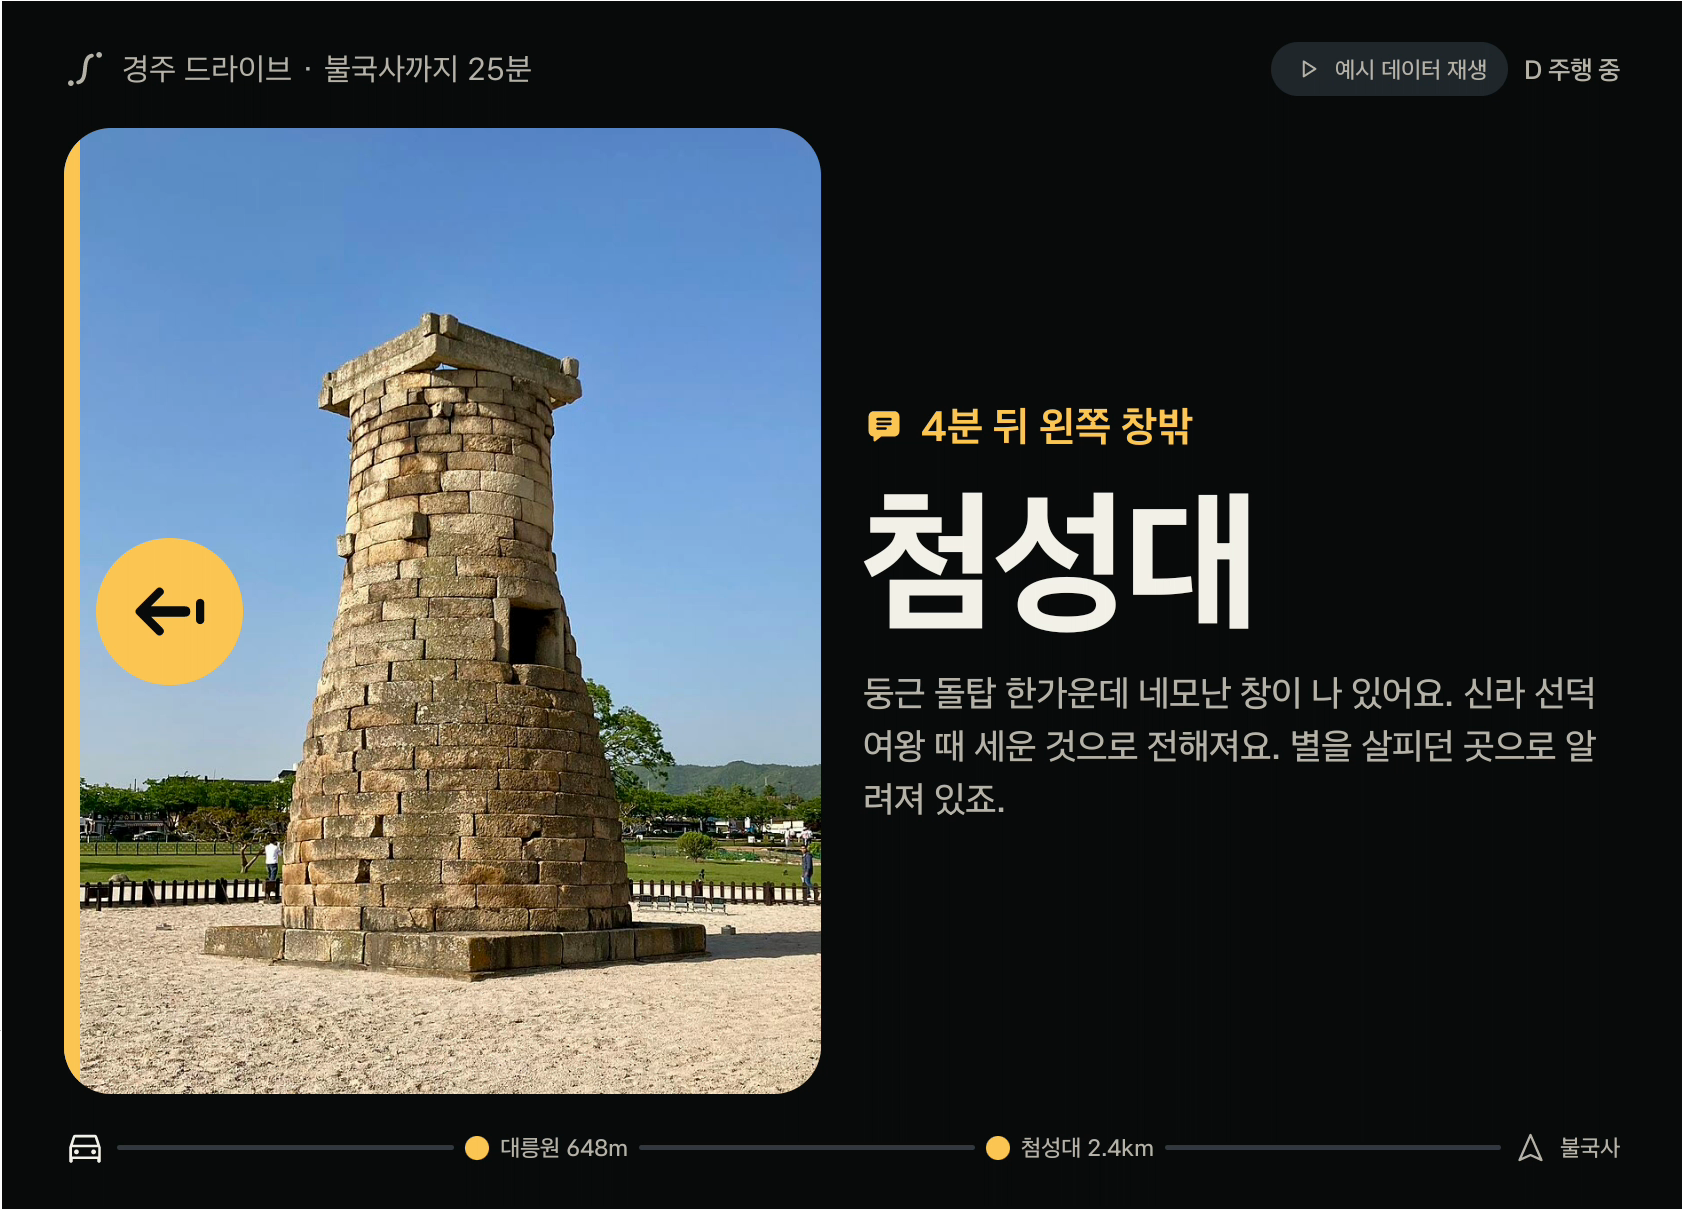 경주 드라이브 · 불국사까지 25분
예시 데이터 재생
D 주행 중
4분 뒤 왼쪽 창밖
첨성대
둥근 돌탑 한가운데 네모난 창이 나 있어요. 신라 선덕
여왕 때 세운 것으로 전해져요. 별을 살피던 곳으로 알
려져 있죠.
대릉원 648m
첨성대 2.4km
불국사